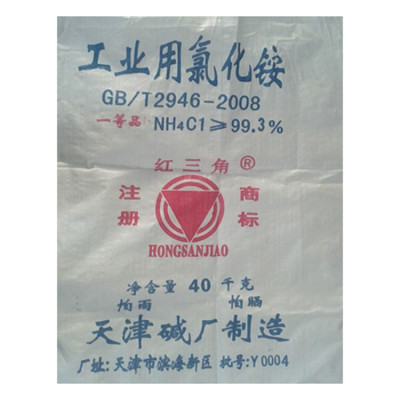 工业用氯化铵
GB/T2946-2008
一等品 NH4C1≥99.3%
红三角®
注册 商标
HONGSANJIAO
净含量 40 千克
怕雨 怕晒
天津碱厂制造
厂址:天津市滨海新区 批号:Y0004